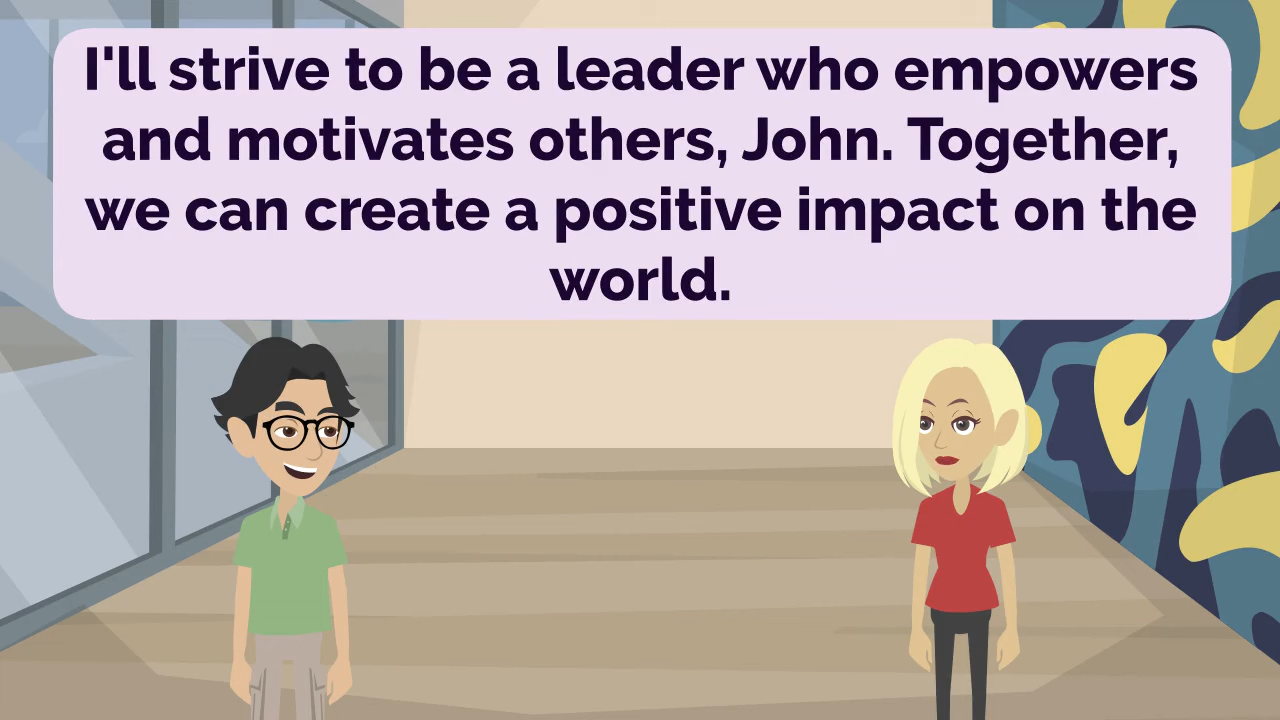 I'll strive to be a leader who empowers
and motivates others, John. Together,
we can create a positive impact on the
world.